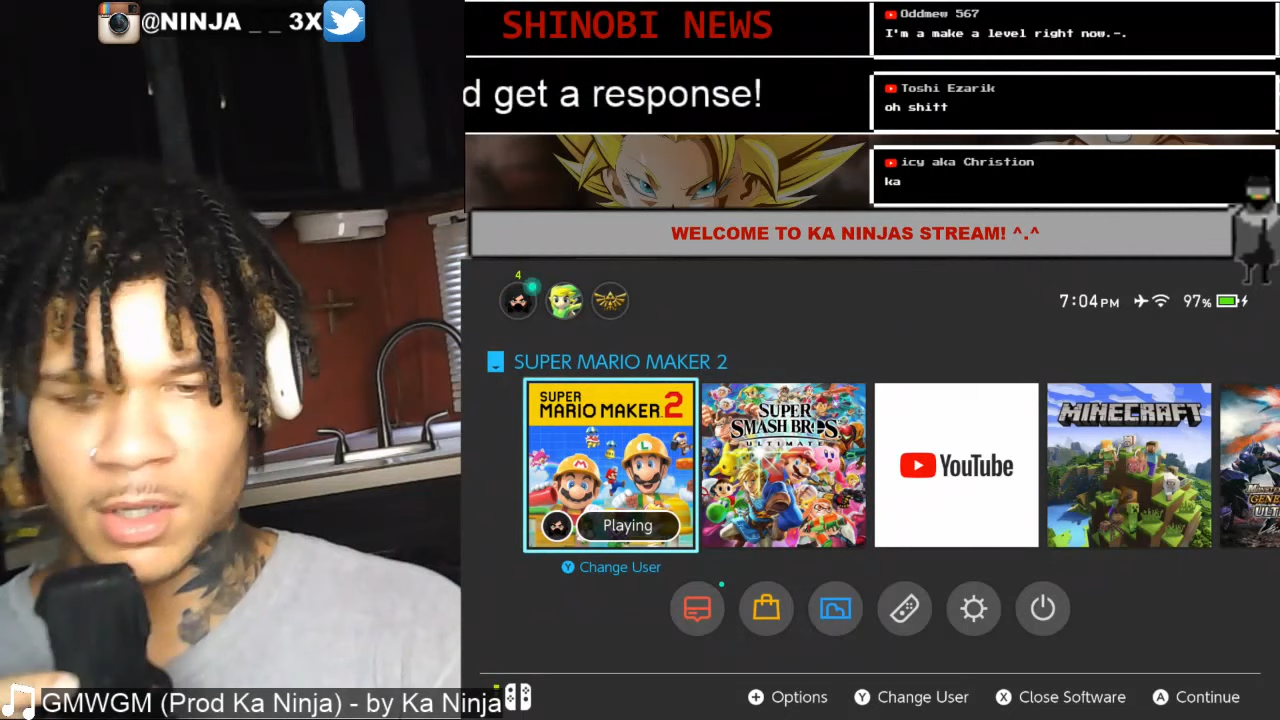 @NINJA _ _ 3X
SHINOBI NEWS
d get a response!
Oddmew 567
I'm a make a level right now.-.
Toshi Ezarik
oh shitt
icy aka Christion
ka
WELCOME TO KA NINJAS STREAM! ^.^
4
7:04PM
97%
SUPER MARIO MAKER 2
SUPER
MARIO MAKER 2
Playing
SUPER
SMASH BROS.
ULTIMATE
YouTube
MINECRAFT
Y Change User
GMWGM (Prod Ka Ninja) - by Ka Ninja
+ Options
Y Change User
X Close Software
A Continue